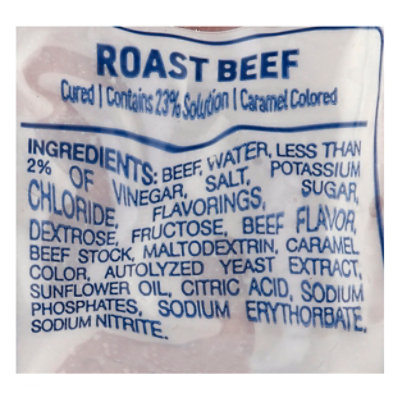 ROAST BEEF
Cured | Contains 23% Solution | Caramel Colored
INGREDIENTS: BEEF, WATER, LESS THAN
2% OF VINEGAR, SALT, POTASSIUM
CHLORIDE, FLAVORINGS, SUGAR,
DEXTROSE, FRUCTOSE, BEEF FLAVOR,
BEEF STOCK, MALTODEXTRIN, CARAMEL
COLOR, AUTOLYZED YEAST EXTRACT,
SUNFLOWER OIL, CITRIC ACID, SODIUM
PHOSPHATES, SODIUM ERYTHORBATE,
SODIUM NITRITE.